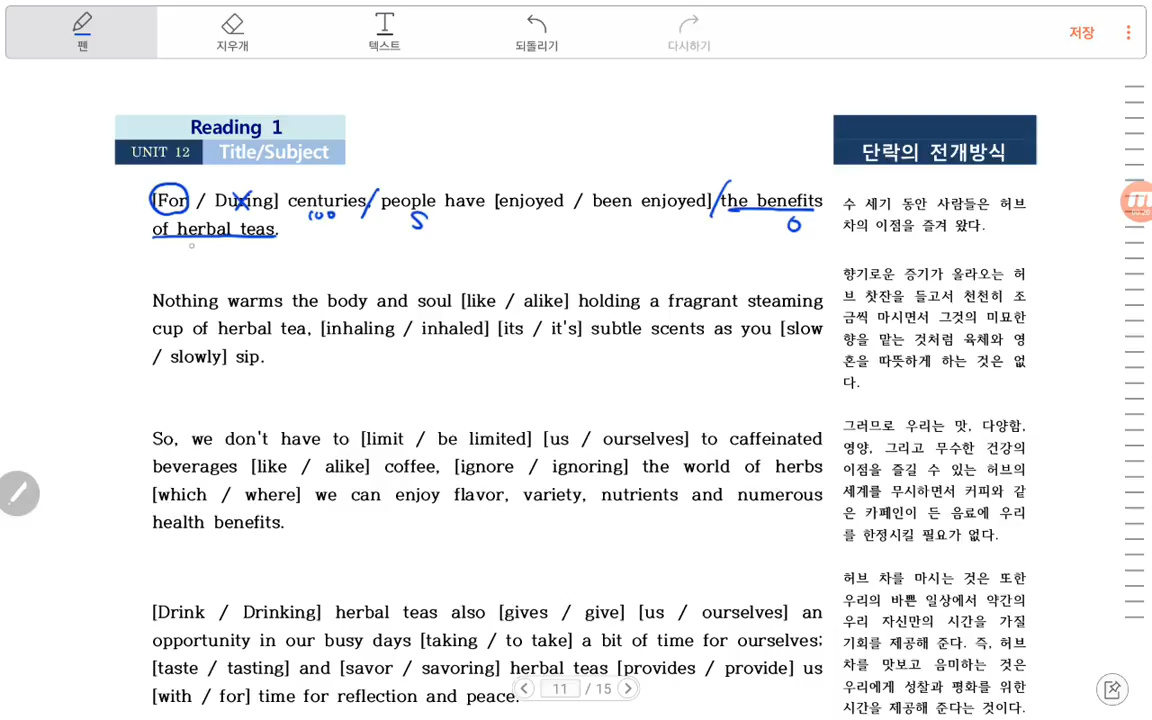 펜
지우개
텍스트
되돌리기
다시하기
저장
Reading 1
UNIT 12 Title/Subject
단락의 전개방식
[For / During] centuries, people have [enjoyed / been enjoyed] the benefits
100 S O
of herbal teas.
수 세기 동안 사람들은 허브
차의 이점을 즐겨 왔다.
Nothing warms the body and soul [like / alike] holding a fragrant steaming
cup of herbal tea, [inhaling / inhaled] [its / it's] subtle scents as you [slow
/ slowly] sip.
향기로운 증기가 올라오는 허
브 찻잔을 들고서 천천히 조
금씩 마시면서 그것의 미묘한
향을 맡는 것처럼 육체와 영
혼을 따뜻하게 하는 것은 없
다.
So, we don't have to [limit / be limited] [us / ourselves] to caffeinated
beverages [like / alike] coffee, [ignore / ignoring] the world of herbs
[which / where] we can enjoy flavor, variety, nutrients and numerous
health benefits.
그러므로 우리는 맛, 다양함,
영양, 그리고 무수한 건강의
이점을 즐길 수 있는 허브의
세계를 무시하면서 커피와 같
은 카페인이 든 음료에 우리
를 한정시킬 필요가 없다.
[Drink / Drinking] herbal teas also [gives / give] [us / ourselves] an
opportunity in our busy days [taking / to take] a bit of time for ourselves;
[taste / tasting] and [savor / savoring] herbal teas [provides / provide] us
[with / for] time for reflection and peace.
허브 차를 마시는 것은 또한
우리의 바쁜 일상에서 약간의
우리 자신만의 시간을 가질
기회를 제공해 준다. 즉, 허브
차를 맛보고 음미하는 것은
우리에게 성찰과 평화를 위한
시간을 제공해 준다는 것이다.
11 / 15